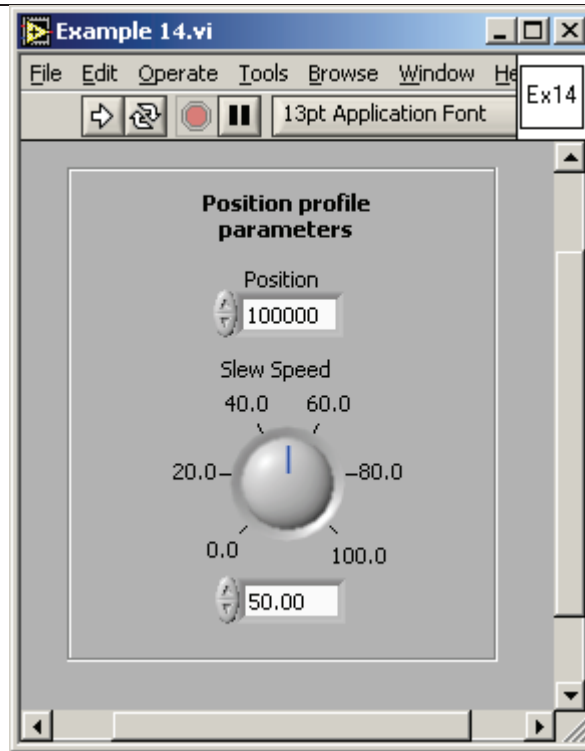 Example 14.vi
File Edit Operate Tools Browse Window He
Ex14
13pt Application Font
Position profile
parameters
Position
100000
Slew Speed
40.0 60.0
20.0 80.0
0.0 100.0
50.00